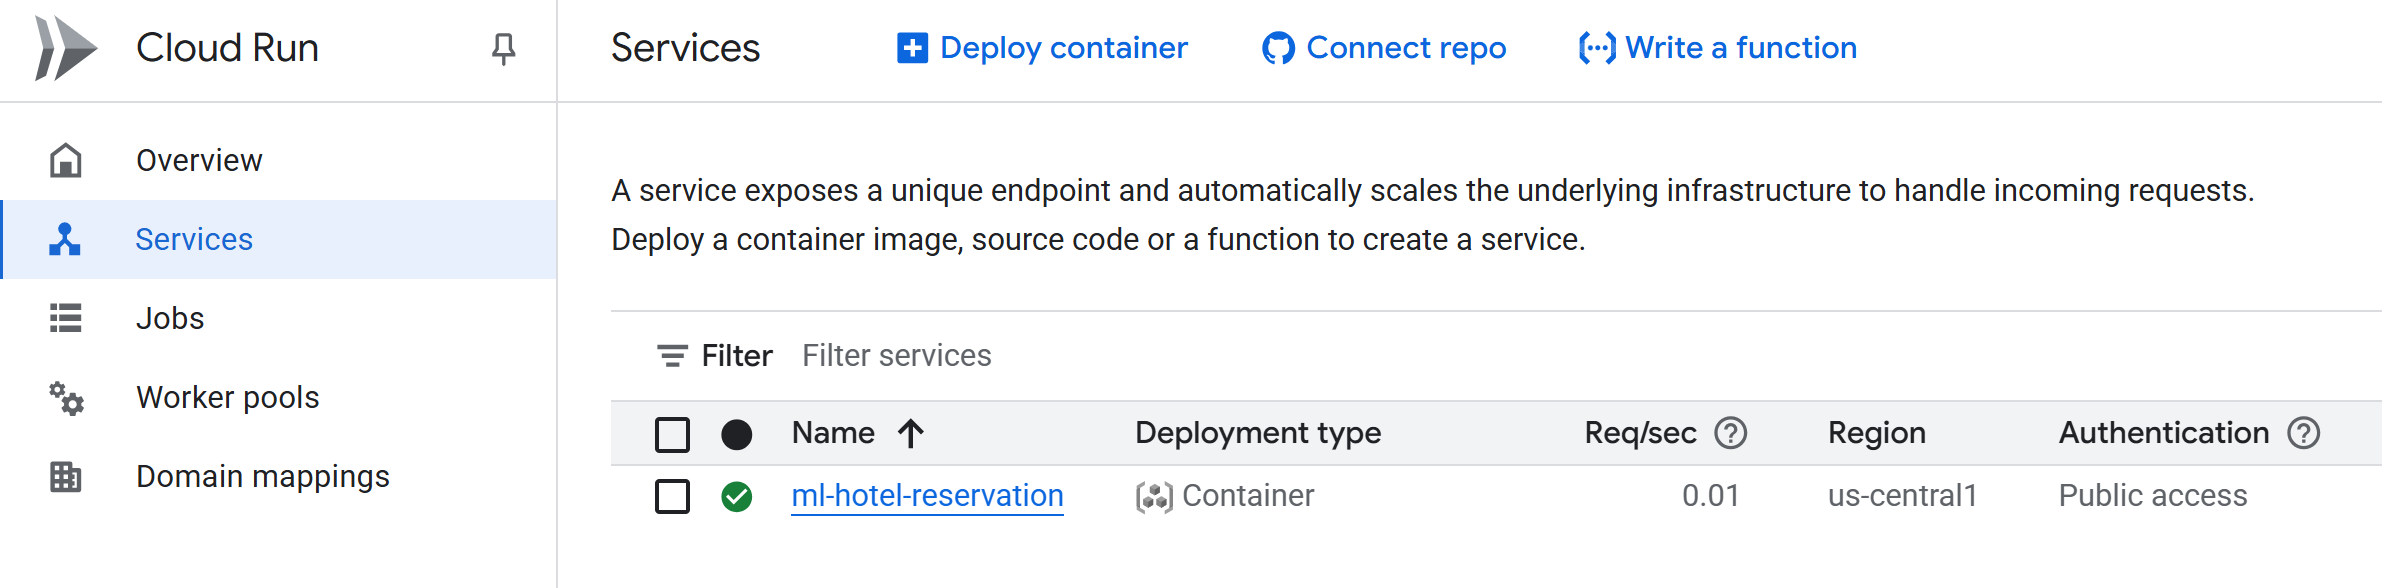 Cloud Run
Services
Deploy container
Connect repo
Write a function
Overview
Services
Jobs
Worker pools
Domain mappings
A service exposes a unique endpoint and automatically scales the underlying infrastructure to handle incoming requests.
Deploy a container image, source code or a function to create a service.
Filter Filter services
Name Deployment type Req/sec Region Authentication
ml-hotel-reservation Container 0.01 us-central1 Public access